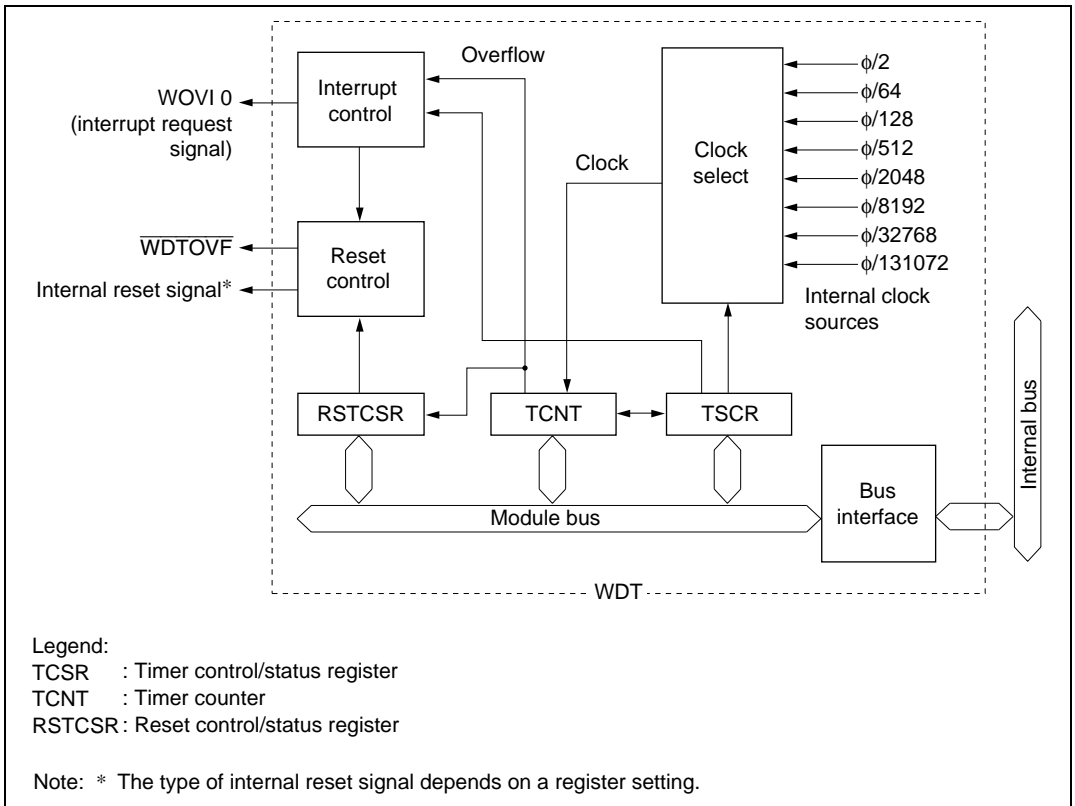 Overflow
Interrupt
control
WOVI 0
(interrupt request
signal)
Clock
Clock
select
ϕ/2
ϕ/64
ϕ/128
ϕ/512
ϕ/2048
ϕ/8192
ϕ/32768
ϕ/131072
Internal clock
sources
W̅D̅T̅O̅V̅F̅
Internal reset signal*
Reset
control
RSTCSR
TCNT
TSCR
Internal bus
Module bus
Bus
interface
WDT
Legend:
TCSR : Timer control/status register
TCNT : Timer counter
RSTCSR : Reset control/status register
Note: * The type of internal reset signal depends on a register setting.